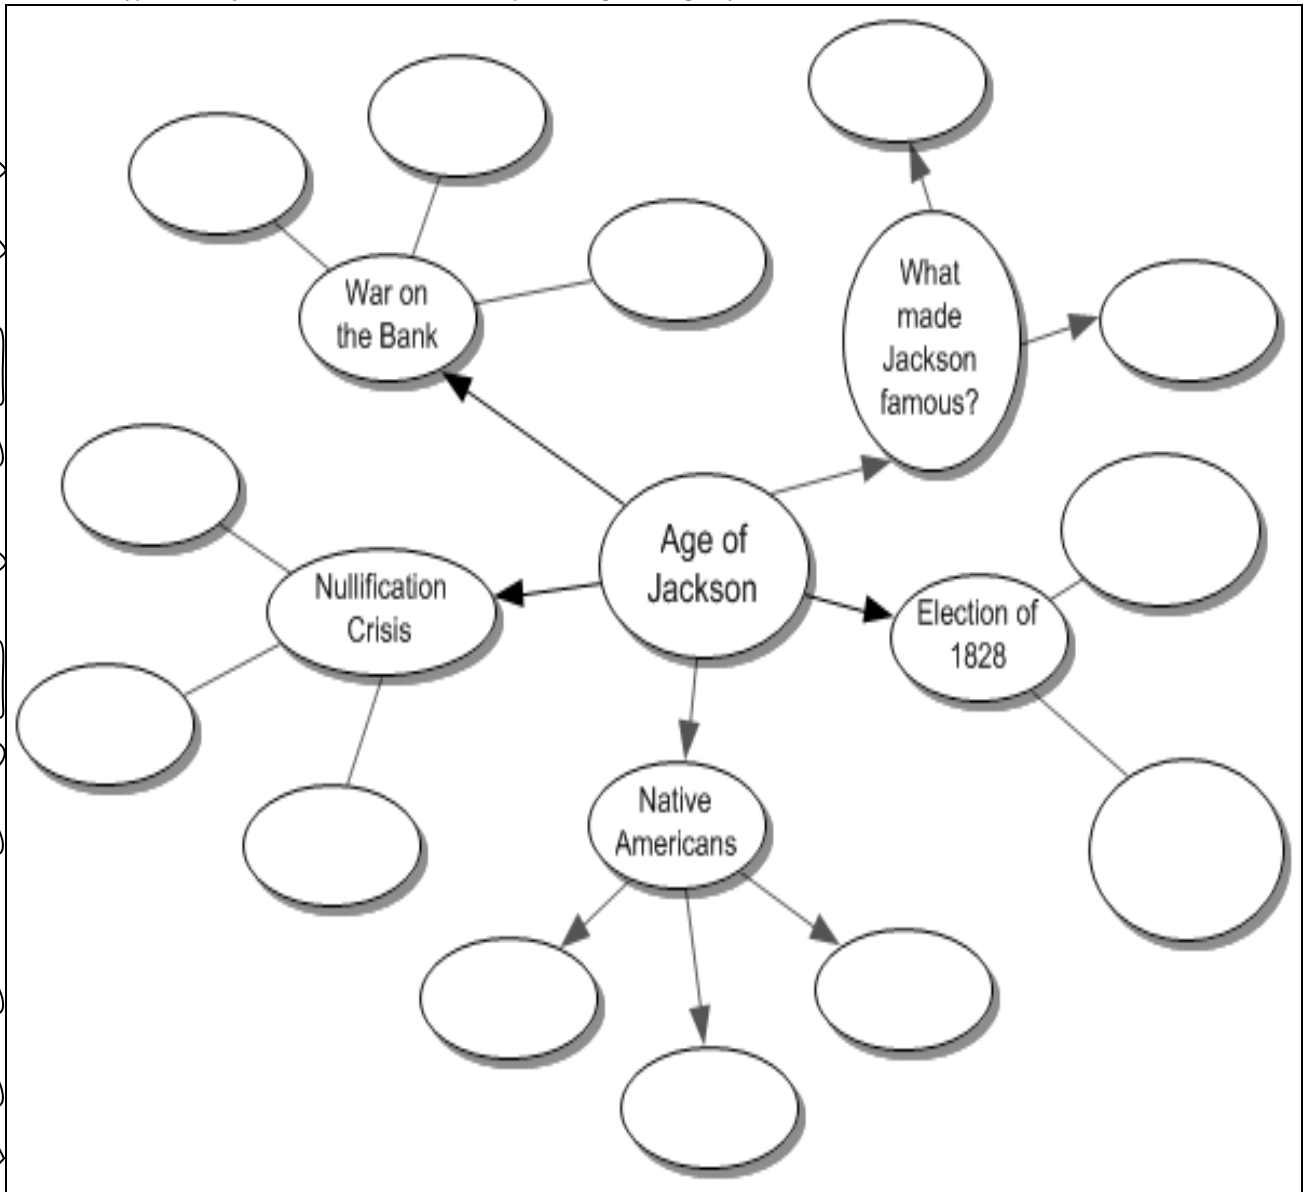 War on
the Bank
What
made
Jackson
famous?
Age of
Jackson
Nullification
Crisis
Election of
1828
Native
Americans